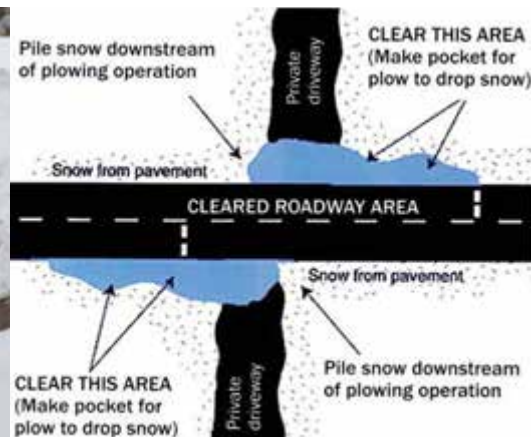 Pile snow downstream
of plowing operation
CLEAR THIS AREA
(Make pocket for
plow to drop snow)
Private
driveway
Snow from pavement
CLEARED ROADWAY AREA
Snow from pavement
CLEAR THIS AREA
(Make pocket for
plow to drop snow)
Private
driveway
Pile snow downstream
of plowing operation